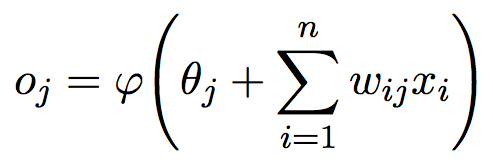 o_j = φ(θ_j + ∑_{i=1}^{n} w_{ij}x_i)